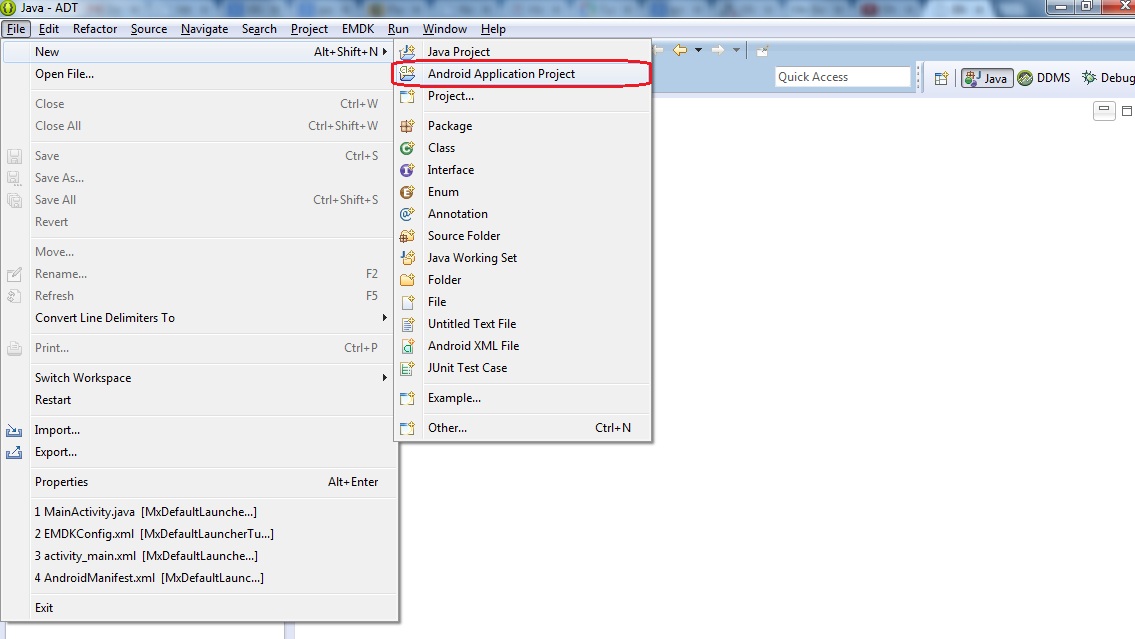 Java - ADT
File Edit Refactor Source Navigate Search Project EMDK Run Window Help
New Alt+Shift+N
Open File...
Close Ctrl+W
Close All Ctrl+Shift+W
Save Ctrl+S
Save As...
Save All Ctrl+Shift+S
Revert
Move...
Rename... F2
Refresh F5
Convert Line Delimiters To
Print... Ctrl+P
Switch Workspace
Restart
Import...
Export...
Properties Alt+Enter
1 MainActivity.java [MxDefaultLaunche...]
2 EMDKConfig.xml [MxDefaultLauncherTu...]
3 activity_main.xml [MxDefaultLaunche...]
4 AndroidManifest.xml [MxDefaultLaunc...]
Exit
Java Project
Android Application Project
Project...
Package
Class
Interface
Enum
Annotation
Source Folder
Java Working Set
Folder
File
Untitled Text File
Android XML File
JUnit Test Case
Example...
Other... Ctrl+N
Quick Access
Java DDMS Debug